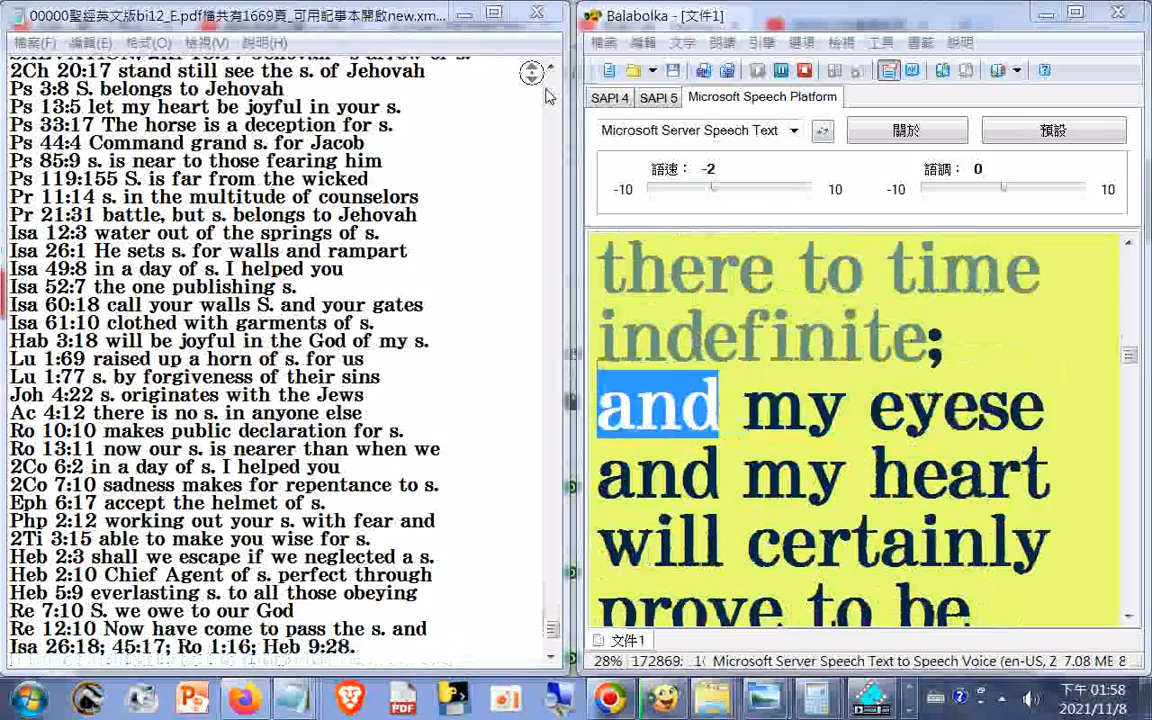 00000聖經英文版bi12_E.pdf檔共有1669頁_可用記事本開啟new.xm...
檔案(F) 編輯(E) 格式(O) 檢視(V) 說明(H)
2Ch 20:17 stand still see the s. of Jehovah
Ps 3:8 S. belongs to Jehovah
Ps 13:5 let my heart be joyful in your s.
Ps 33:17 The horse is a deception for s.
Ps 44:4 Command grand s. for Jacob
Ps 85:9 s. is near to those fearing him
Ps 119:155 S. is far from the wicked
Pr 11:14 s. in the multitude of counselors
Pr 21:31 battle, but s. belongs to Jehovah
Isa 12:3 water out of the springs of s.
Isa 26:1 He sets s. for walls and rampart
Isa 49:8 in a day of s. I helped you
Isa 52:7 the one publishing s.
Isa 60:18 call your walls S. and your gates
Isa 61:10 clothed with garments of s.
Hab 3:18 will be joyful in the God of my s.
Lu 1:69 raised up a horn of s. for us
Lu 1:77 s. by forgiveness of their sins
Joh 4:22 s. originates with the Jews
Ac 4:12 there is no s. in anyone else
Ro 10:10 makes public declaration for s.
Ro 13:11 now our s. is nearer than when we
2Co 6:2 in a day of s. I helped you
2Co 7:10 sadness makes for repentance to s.
Eph 6:17 accept the helmet of s.
Php 2:12 working out your s. with fear and
2Ti 3:15 able to make you wise for s.
Heb 2:3 shall we escape if we neglected a s.
Heb 2:10 Chief Agent of s. perfect through
Heb 5:9 everlasting s. to all those obeying
Re 7:10 S. we owe to our God
Re 12:10 Now have come to pass the s. and
Isa 26:18; 45:17; Ro 1:16; Heb 9:28.
Balabolka - [文件1]
檔案 編輯 文字 朗讀 引擎 選項 檢視 工具 書籤 說明
SAPI 4 SAPI 5 Microsoft Speech Platform
Microsoft Server Speech Text 關於 預設
語速： -2 語調： 0
-10 10 -10 10
there to time
indefinite;
and my eyese
and my heart
will certainly
prove to be
文件1
28% 172869 Microsoft Server Speech Text to Speech Voice (en-US, Z 7.08 MB 8
PDF
下午 01:58
2021/11/8